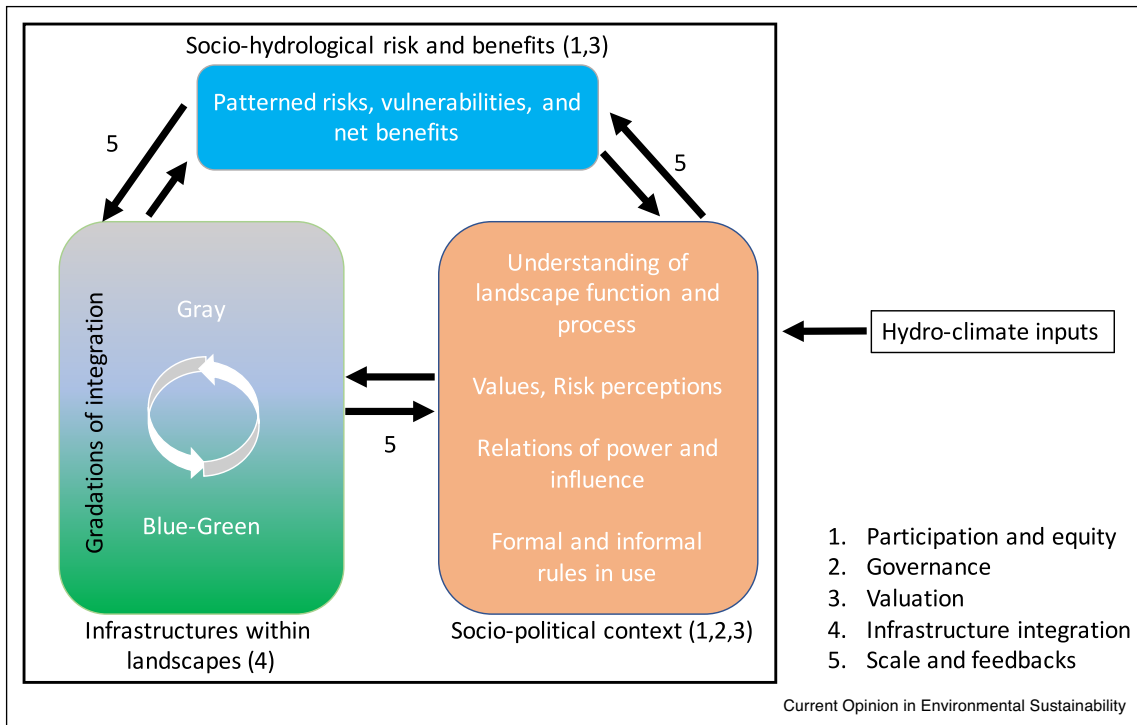 Socio-hydrological risk and benefits (1,3)
Patterned risks, vulnerabilities, and
net benefits
5
5
Gradations of integration
Gray
Blue-Green
Understanding of
landscape function and
process
Values, Risk perceptions
Relations of power and
influence
Formal and informal
rules in use
5
Hydro-climate inputs
Infrastructures within
landscapes (4)
Socio-political context (1,2,3)
1. Participation and equity
2. Governance
3. Valuation
4. Infrastructure integration
5. Scale and feedbacks
Current Opinion in Environmental Sustainability